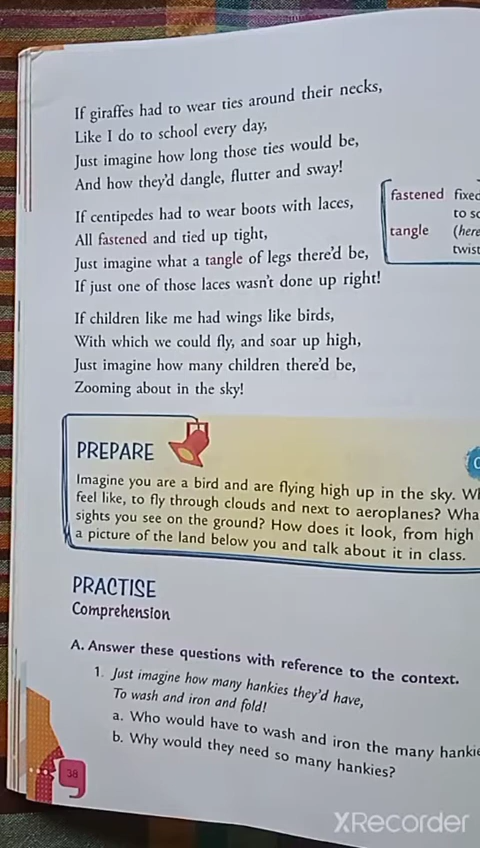 If giraffes had to wear ties around their necks,
Like I do to school every day,
Just imagine how long those ties would be,
And how they'd dangle, flutter and sway!
If centipedes had to wear boots with laces,
All fastened and tied up tight,
Just imagine what a tangle of legs there'd be,
If just one of those laces wasn't done up right!
fastened fixed
to
tangle (here
twist
If children like me had wings like birds,
With which we could fly, and soar up high,
Just imagine how many children there'd be,
Zooming about in the sky!
PREPARE
Imagine you are a bird and are flying high up in the sky.
feel like, to fly through clouds and next to aeroplanes?
sights you see on the ground? How does it look, from high
a picture of the land below you and talk about it in class.
PRACTISE
Comprehension
A. Answer these questions with reference to the context.
1. Just imagine how many hankies they'd have,
To wash and iron and fold!
a. Who would have to wash and iron the many
b. Why would they need so many hankies?
38
XRecorder